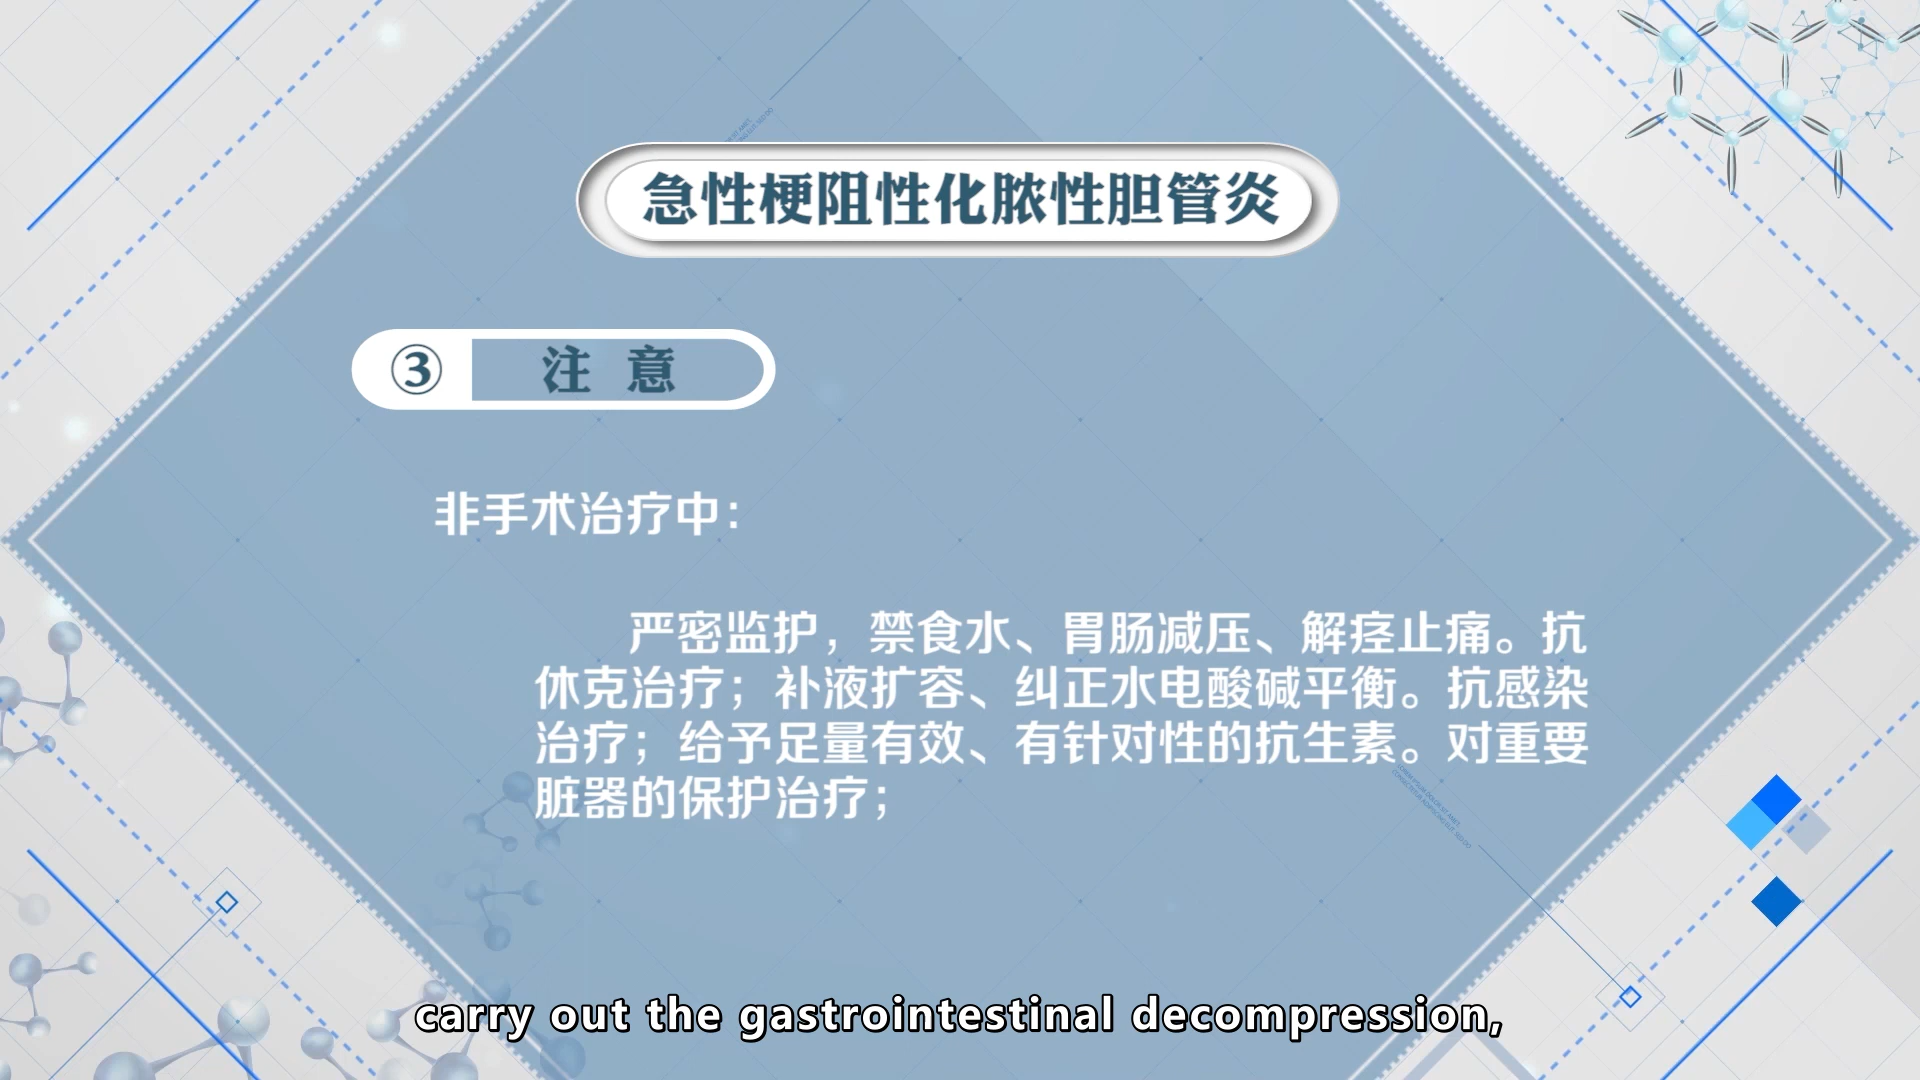 急性梗阻性化脓性胆管炎
③ 注 意
非手术治疗中：
严密监护，禁食水、胃肠减压、解痉止痛。抗
休克治疗；补液扩容、纠正水电酸碱平衡。抗感染
治疗；给予足量有效、有针对性的抗生素。对重要
脏器的保护治疗；
carry out the gastrointestinal decompression,